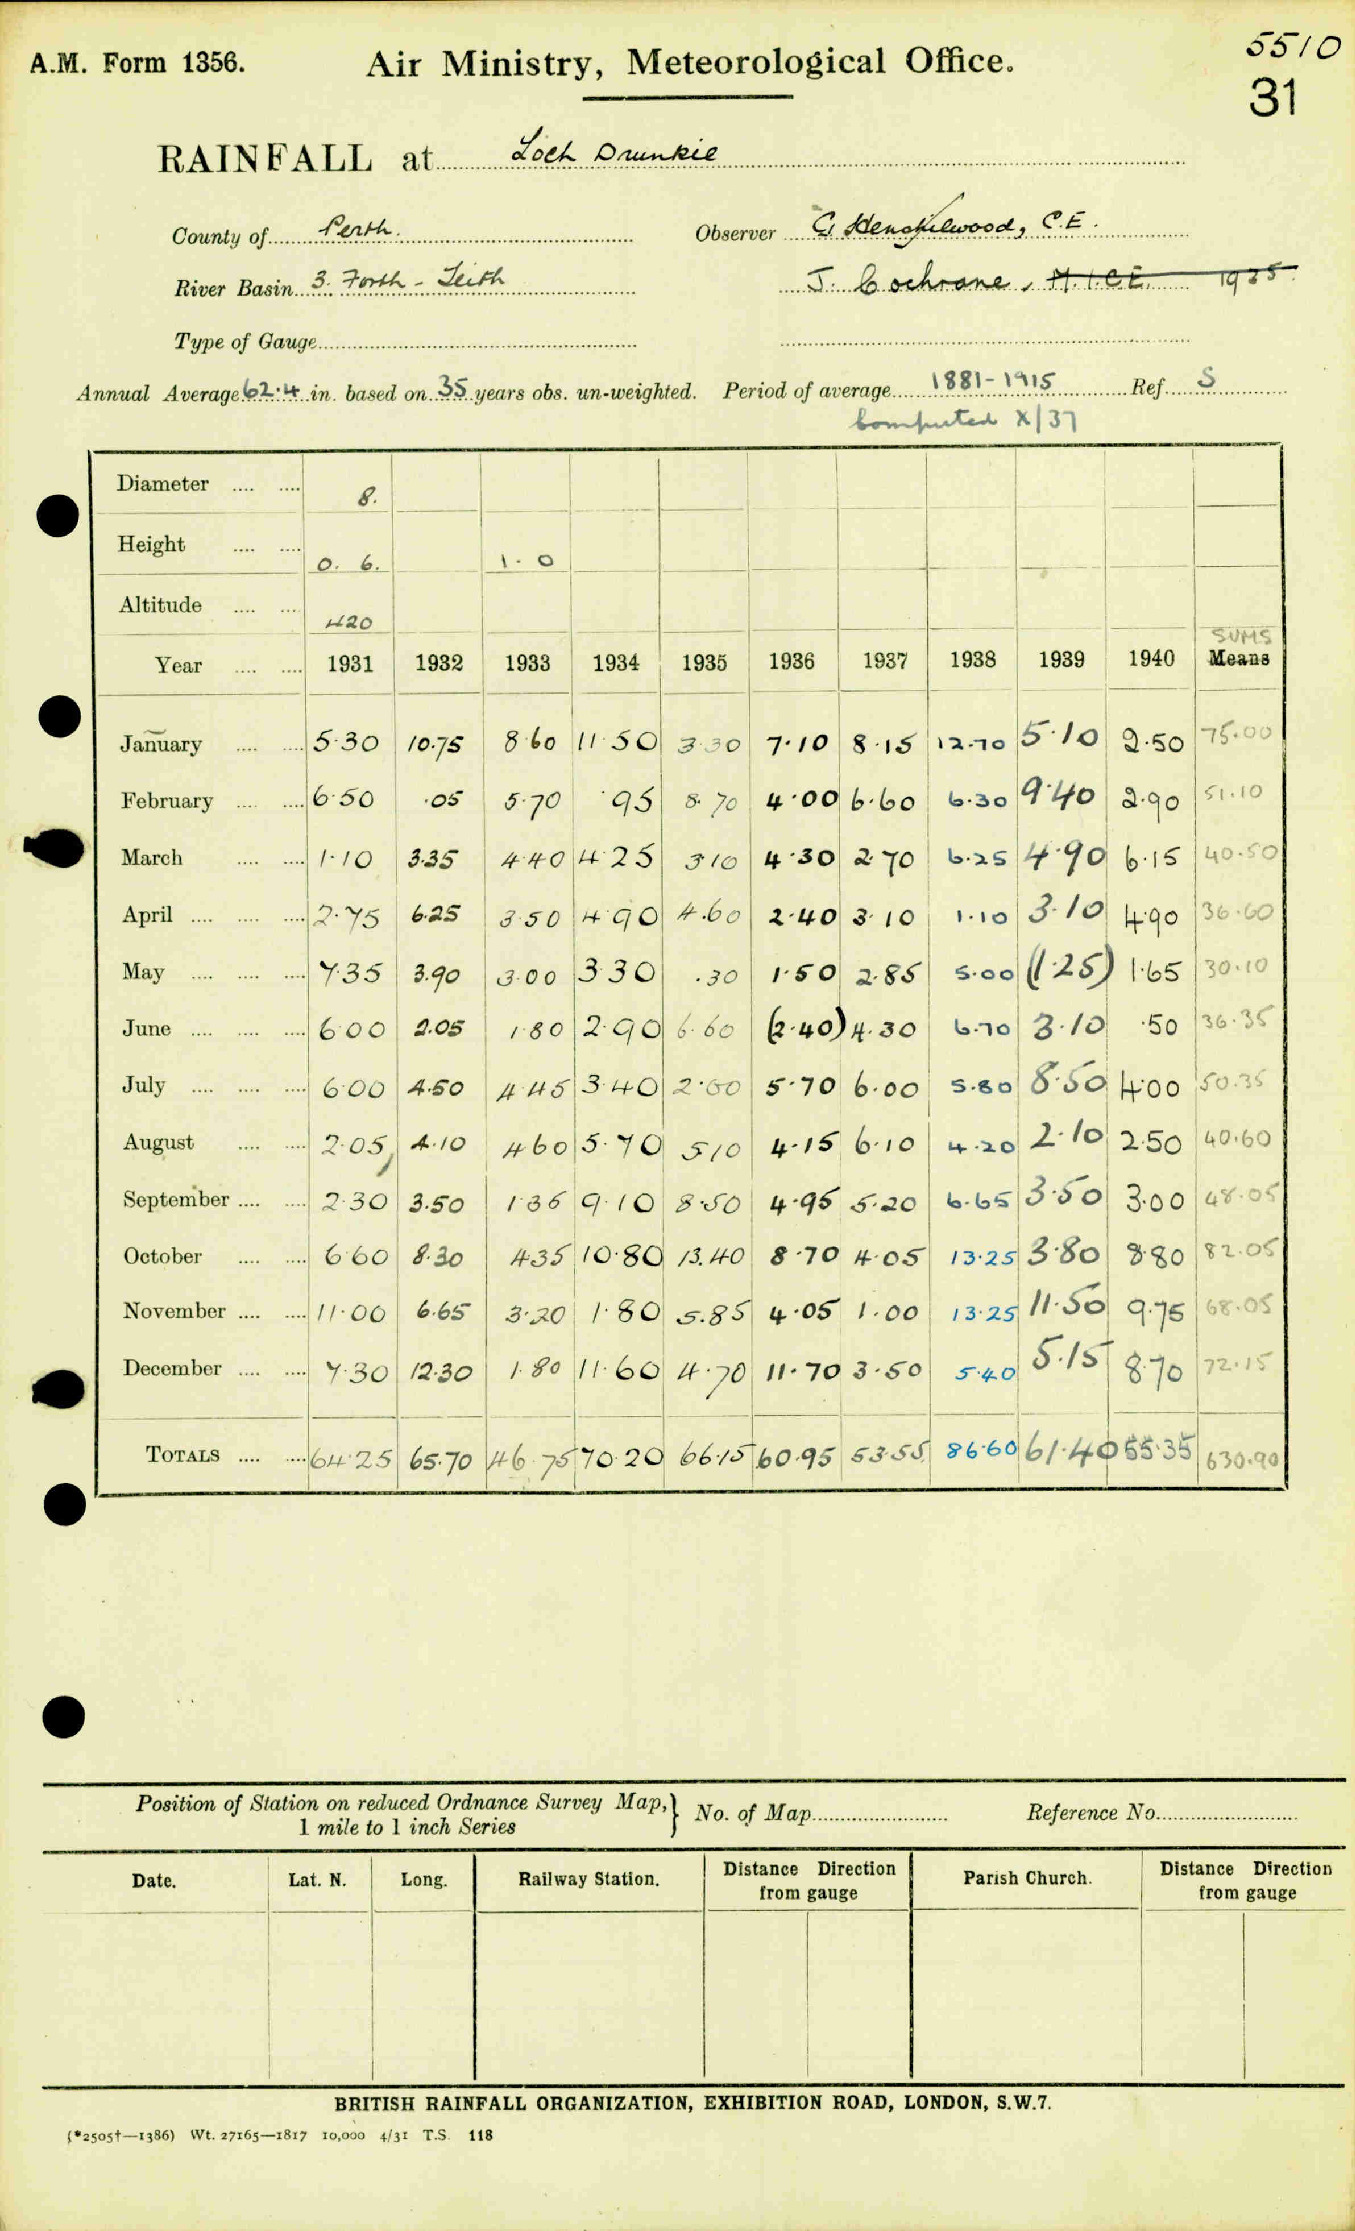 A.M. Form 1356.
Air Ministry, Meteorological Office.
5510
31
RAINFALL at Loch Drunkie
County of Perth.
Observer
C.E.
River Basin 3. Forth - Teith
J. Cochrane, M.I.C.E. 1935
Type of Gauge
Annual Average 62.4 in. based on 35 years obs. un-weighted. Period of average 1881-1915 Ref. S
Computed X/37
Diameter 8.
Height 0. 6. 1. 0
Altitude 420
SUMS
Year 1931 1932 1933 1934 1935 1936 1937 1938 1939 1940 Means
January 5.30 10.75 8.60 11.50 3.30 7.10 8.15 12.70 5.10 2.50 75.00
February 6.50 .05 5.70 .95 8.70 4.00 6.60 6.30 9.40 2.90 51.10
March 1.10 3.35 4.40 4.25 3.10 4.30 2.70 6.25 4.90 6.15 40.50
April 2.75 6.25 3.50 4.90 4.60 2.40 3.10 1.10 3.10 4.90 36.60
May 7.35 3.90 3.00 3.30 .30 1.50 2.85 5.00 (1.25) 1.65 30.10
June 6.00 2.05 1.80 2.90 6.60 (2.40) 4.30 6.70 3.10 .50 36.35
July 6.00 4.50 4.45 3.40 2.00 5.70 6.00 5.80 8.50 4.00 50.35
August 2.05 4.10 4.60 5.70 5.10 4.15 6.10 4.20 2.10 2.50 40.60
September 2.30 3.50 1.35 9.10 8.50 4.95 5.20 6.65 3.50 3.00 48.05
October 6.60 8.30 4.35 10.80 13.40 8.70 4.05 13.25 3.80 8.80 82.05
November 11.00 6.65 3.20 1.80 5.85 4.05 1.00 13.25 11.50 9.75 68.05
December 7.30 12.30 1.80 11.60 4.70 11.70 3.50 5.40 5.15 8.70 72.15
TOTALS 64.25 65.70 46.75 70.20 66.15 60.95 53.55 86.60 61.40 55.35 630.90
Position of Station on reduced Ordnance Survey Map,
1 mile to 1 inch Series
No. of Map
Reference No.
Date. Lat. N. Long. Railway Station. Distance Direction from gauge Parish Church. Distance Direction from gauge
BRITISH RAINFALL ORGANIZATION, EXHIBITION ROAD, LONDON, S.W.7.
(*2505†—1386) Wt. 27165—1817 10,000 4/31 T.S. 118